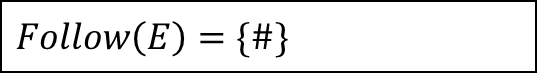 Follow(E) = {#}